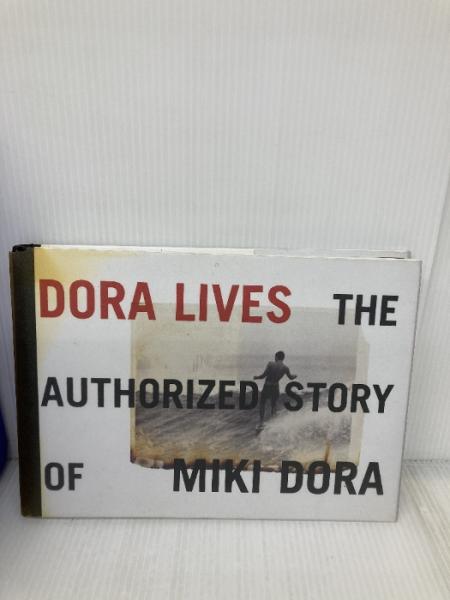 DORA LIVES THE
AUTHORIZED STORY
OF MIKI DORA